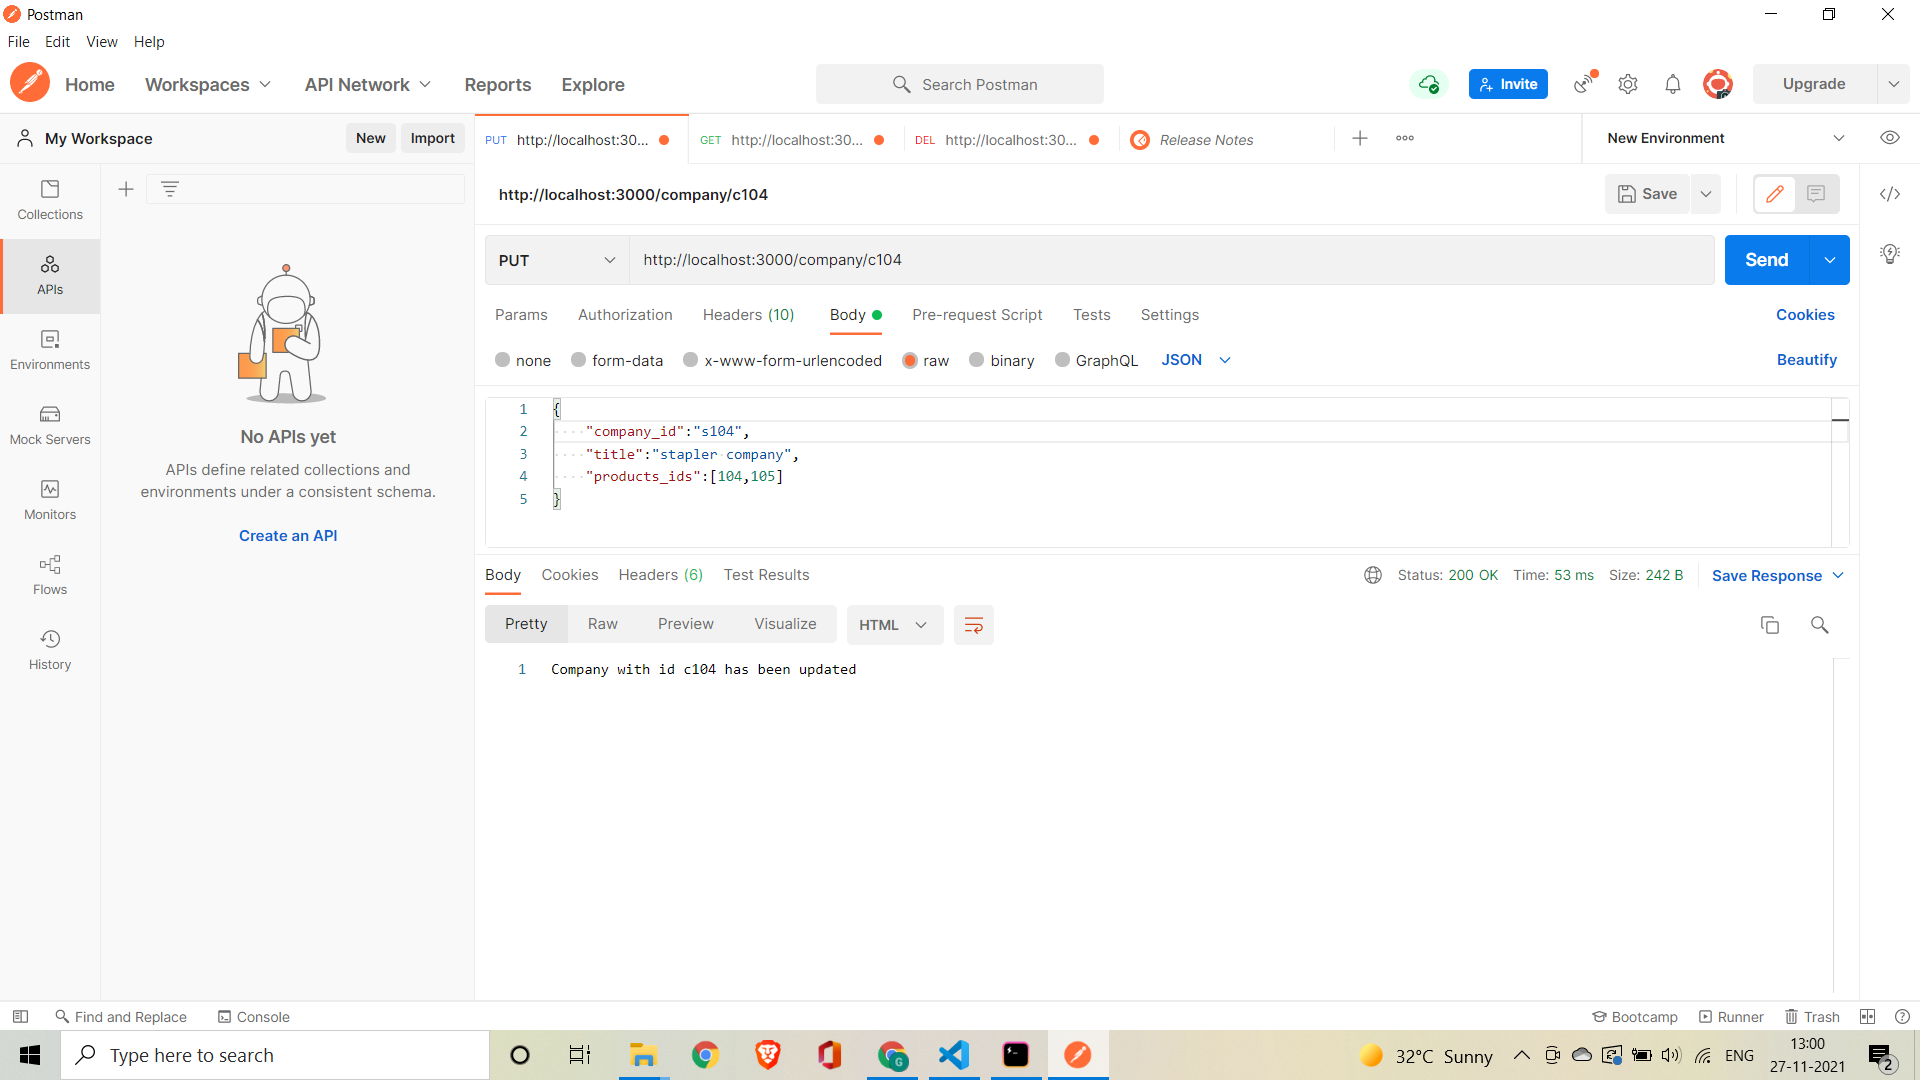 Postman
File Edit View Help
Home Workspaces API Network Reports Explore
Search Postman
Invite
Upgrade
My Workspace
New Import
PUT http://localhost:30...
GET http://localhost:30...
DEL http://localhost:30...
Release Notes
New Environment
Collections
APIs
Environments
Mock Servers
Monitors
Flows
History
No APIs yet
APIs define related collections and
environments under a consistent schema.
Create an API
http://localhost:3000/company/c104
Save
PUT http://localhost:3000/company/c104
Send
Params Authorization Headers (10) Body Pre-request Script Tests Settings
Cookies
none form-data x-www-form-urlencoded raw binary GraphQL JSON
Beautify
1 {
2 "company_id":"s104",
3 "title":"stapler company",
4 "products_ids":[104,105]
5 }
Body Cookies Headers (6) Test Results
Status: 200 OK Time: 53 ms Size: 242 B Save Response
Pretty Raw Preview Visualize HTML
1 Company with id c104 has been updated
Find and Replace Console
Bootcamp Runner Trash
Type here to search
G
32°C Sunny
ENG
13:00
27-11-2021
2